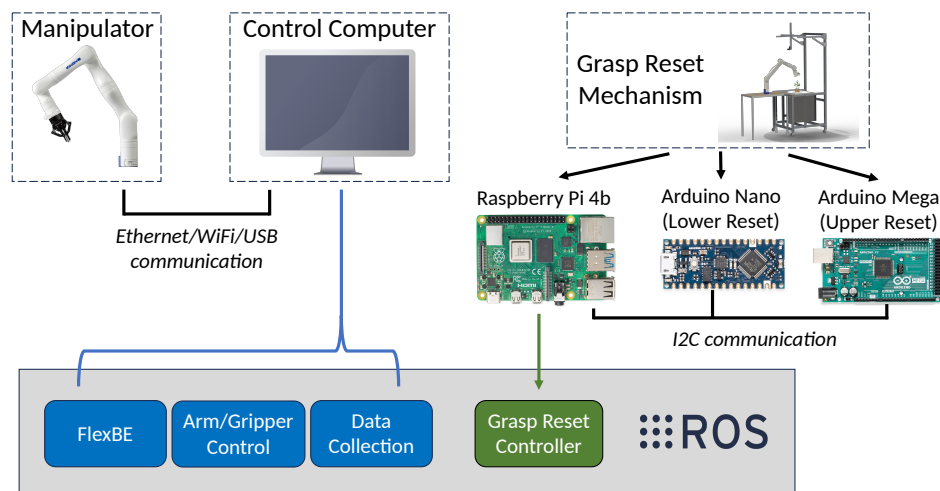 Manipulator
Control Computer
Grasp Reset
Mechanism
Ethernet/WiFi/USB
communication
Raspberry Pi 4b
Arduino Nano
(Lower Reset)
Arduino Mega
(Upper Reset)
I2C communication
FlexBE
Arm/Gripper
Control
Data
Collection
Grasp Reset
Controller
ROS